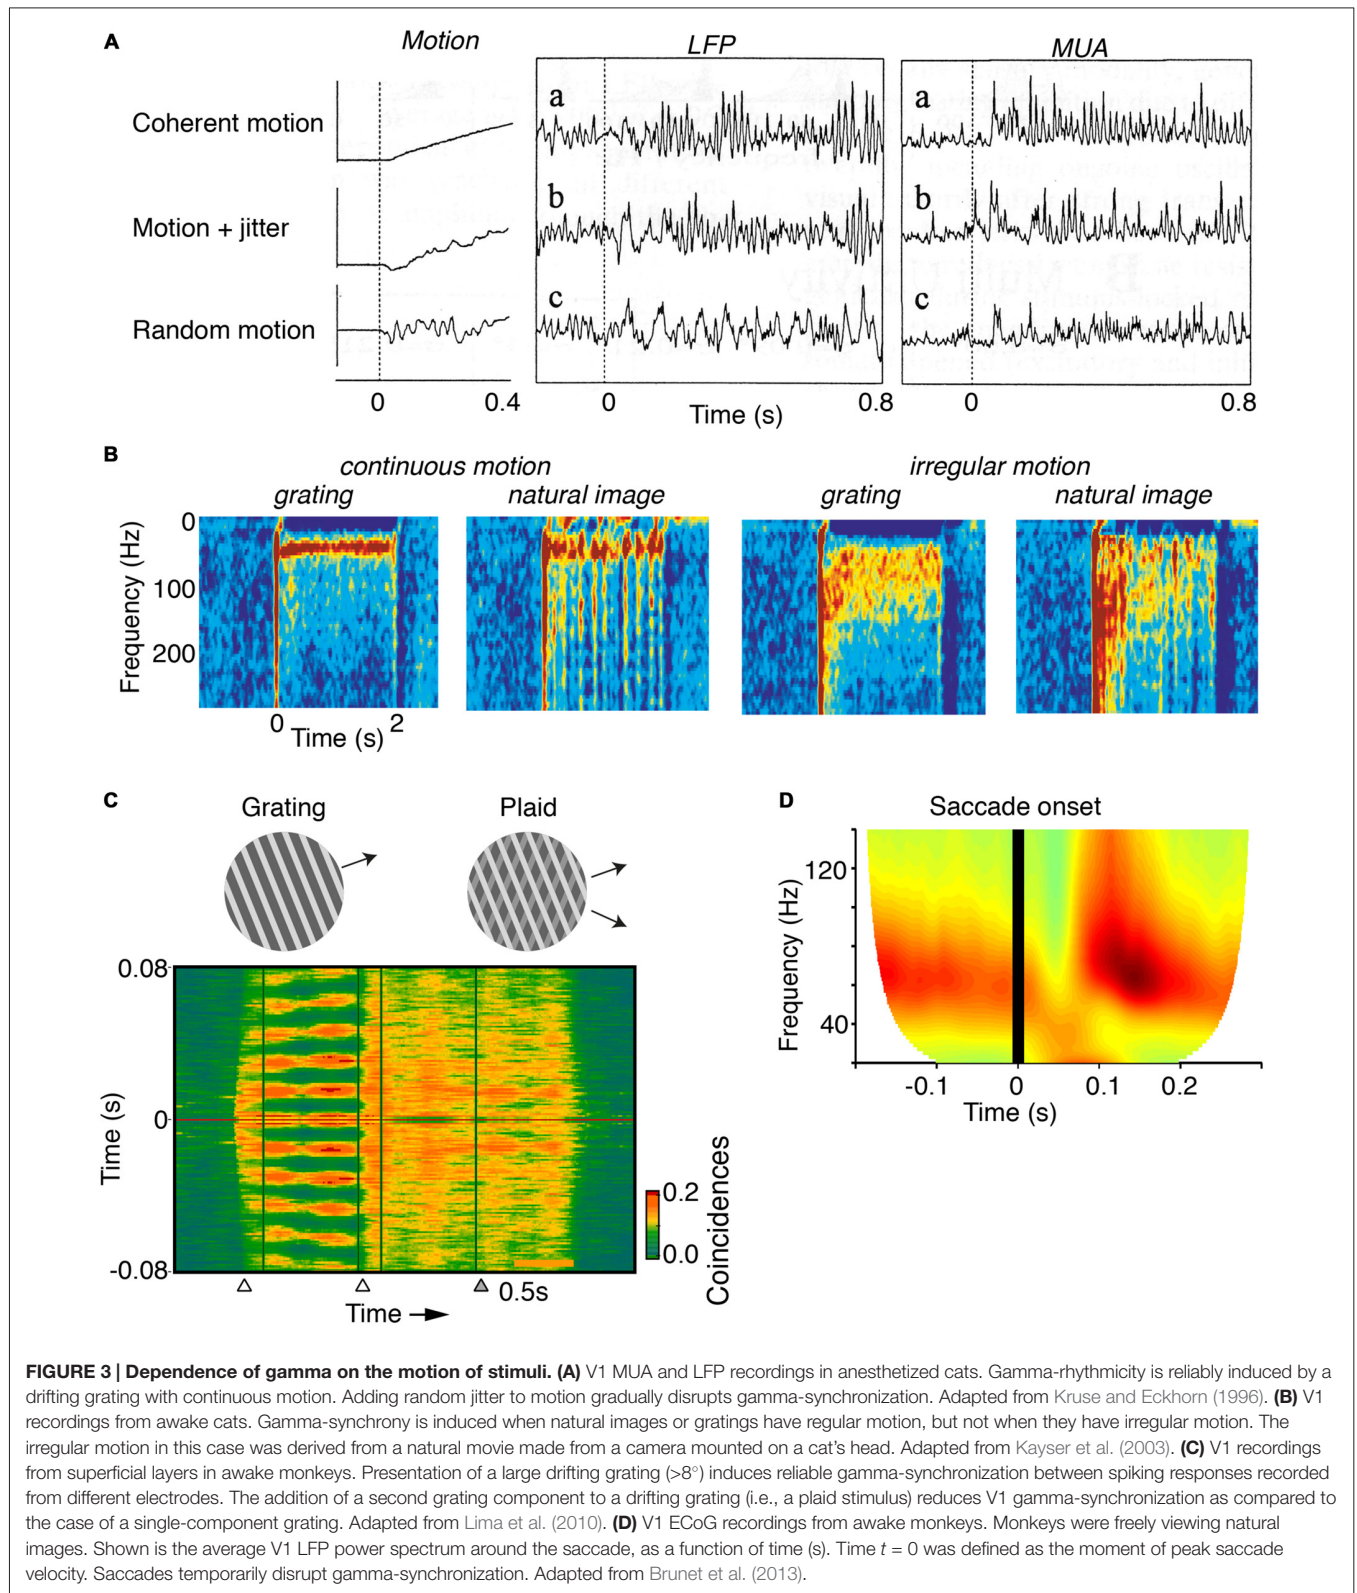 A
Motion
LFP
MUA
Coherent motion
Motion + jitter
Random motion
a
b
c
a
b
c
0
0.4
0
Time (s)
0.8
0
0.8
B
continuous motion
irregular motion
grating
natural image
grating
natural image
Frequency (Hz)
0
100
200
0
Time (s)
2
C
Grating
Plaid
Time (s)
0.08
0
-0.08
Time
0.5s
0.2
0.0
Coincidences
D
Saccade onset
Frequency (Hz)
120
40
-0.1
0
0.1
0.2
Time (s)
FIGURE 3 | Dependence of gamma on the motion of stimuli. (A) V1 MUA and LFP recordings in anesthetized cats. Gamma-rhythmicity is reliably induced by a
drifting grating with continuous motion. Adding random jitter to motion gradually disrupts gamma-synchronization. Adapted from Kruse and Eckhorn (1996). (B) V1
recordings from awake cats. Gamma-synchrony is induced when natural images or gratings have regular motion, but not when they have irregular motion. The
irregular motion in this case was derived from a natural movie made from a camera mounted on a cat's head. Adapted from Kayser et al. (2003). (C) V1 recordings
from superficial layers in awake monkeys. Presentation of a large drifting grating (>8°) induces reliable gamma-synchronization between spiking responses recorded
from different electrodes. The addition of a second grating component to a drifting grating (i.e., a plaid stimulus) reduces V1 gamma-synchronization as compared to
the case of a single-component grating. Adapted from Lima et al. (2010). (D) V1 ECoG recordings from awake monkeys. Monkeys were freely viewing natural
images. Shown is the average V1 LFP power spectrum around the saccade, as a function of time (s). Time t = 0 was defined as the moment of peak saccade
velocity. Saccades temporarily disrupt gamma-synchronization. Adapted from Brunet et al. (2013).